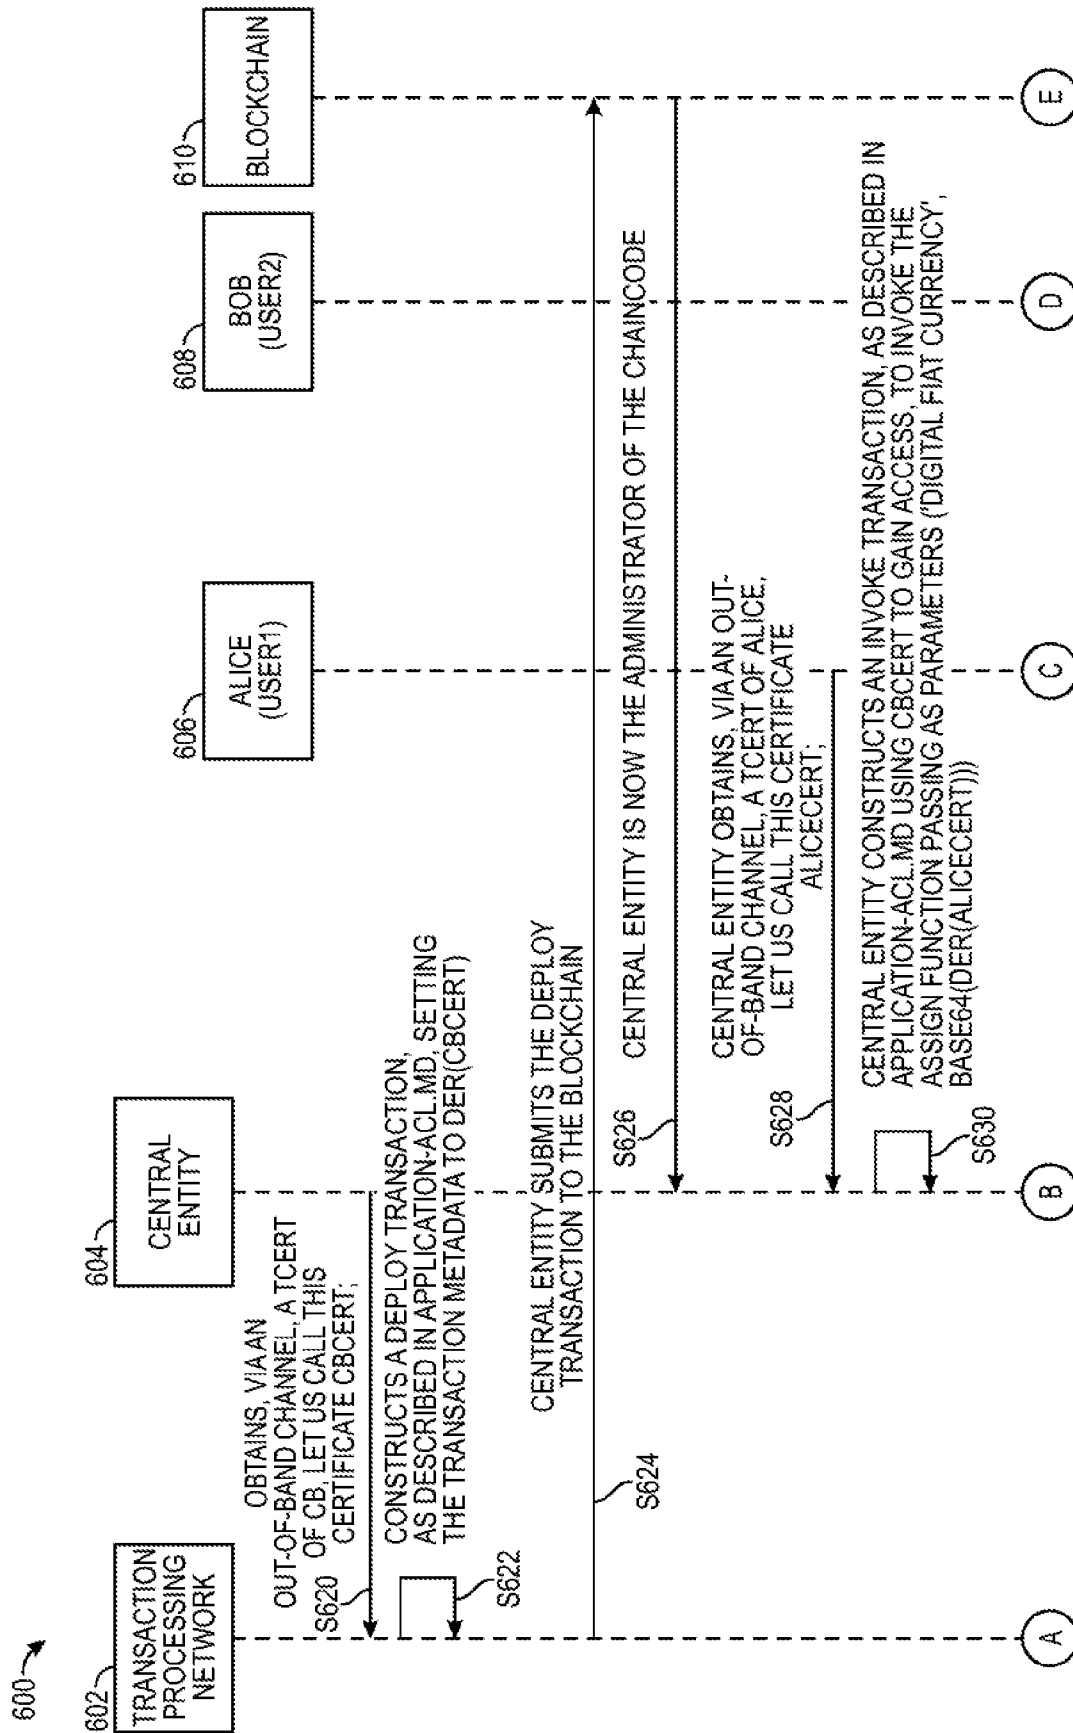 600
602
TRANSACTION
PROCESSING
NETWORK
604
CENTRAL
ENTITY
606
ALICE
(USER1)
608
BOB
(USER2)
610
BLOCKCHAIN
OBTAINS, VIA AN
OUT-OF-BAND CHANNEL, A TCERT
OF CB, LET US CALL THIS
CERTIFICATE CBCERT;
S620
CONSTRUCTS A DEPLOY TRANSACTION,
AS DESCRIBED IN APPLICATION-ACL.MD, SETTING
THE TRANSACTION METADATA TO DER(CBCERT)
S622
CENTRAL ENTITY SUBMITS THE DEPLOY
TRANSACTION TO THE BLOCKCHAIN
S624
CENTRAL ENTITY IS NOW THE ADMINISTRATOR OF THE CHAINCODE
S626
CENTRAL ENTITY OBTAINS, VIA AN OUT-
OF-BAND CHANNEL, A TCERT OF ALICE,
LET US CALL THIS CERTIFICATE
ALICECERT;
S628
CENTRAL ENTITY CONSTRUCTS AN INVOKE TRANSACTION, AS DESCRIBED IN
APPLICATION-ACL.MD USING CBCERT TO GAIN ACCESS, TO INVOKE THE
ASSIGN FUNCTION PASSING AS PARAMETERS ('DIGITAL FIAT CURRENCY',
BASE64(DER(ALICECERT)))
S630
A
B
C
D
E